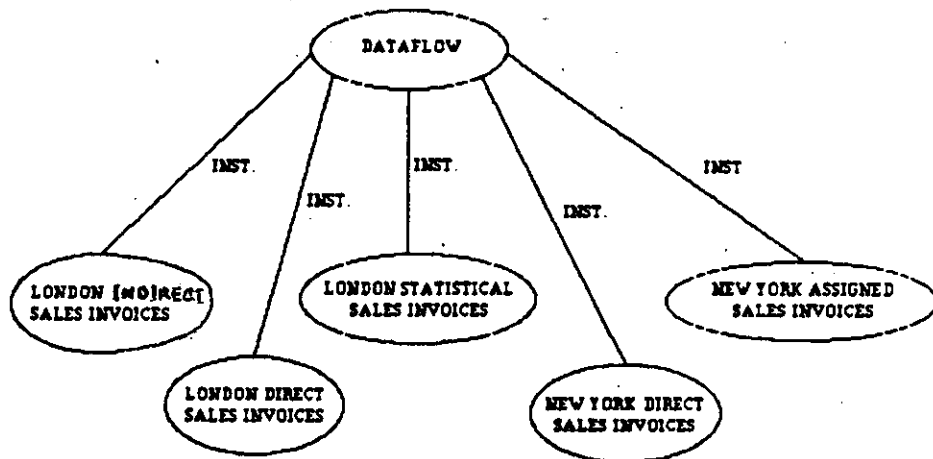 DATAFLOW
INST.
INST.
INST.
INST.
INST
LONDON INDIRECT
SALES INVOICES
LONDON STATISTICAL
SALES INVOICES
NEW YORK ASSIGNED
SALES INVOICES
LONDON DIRECT
SALES INVOICES
NEW YORK DIRECT
SALES INVOICES